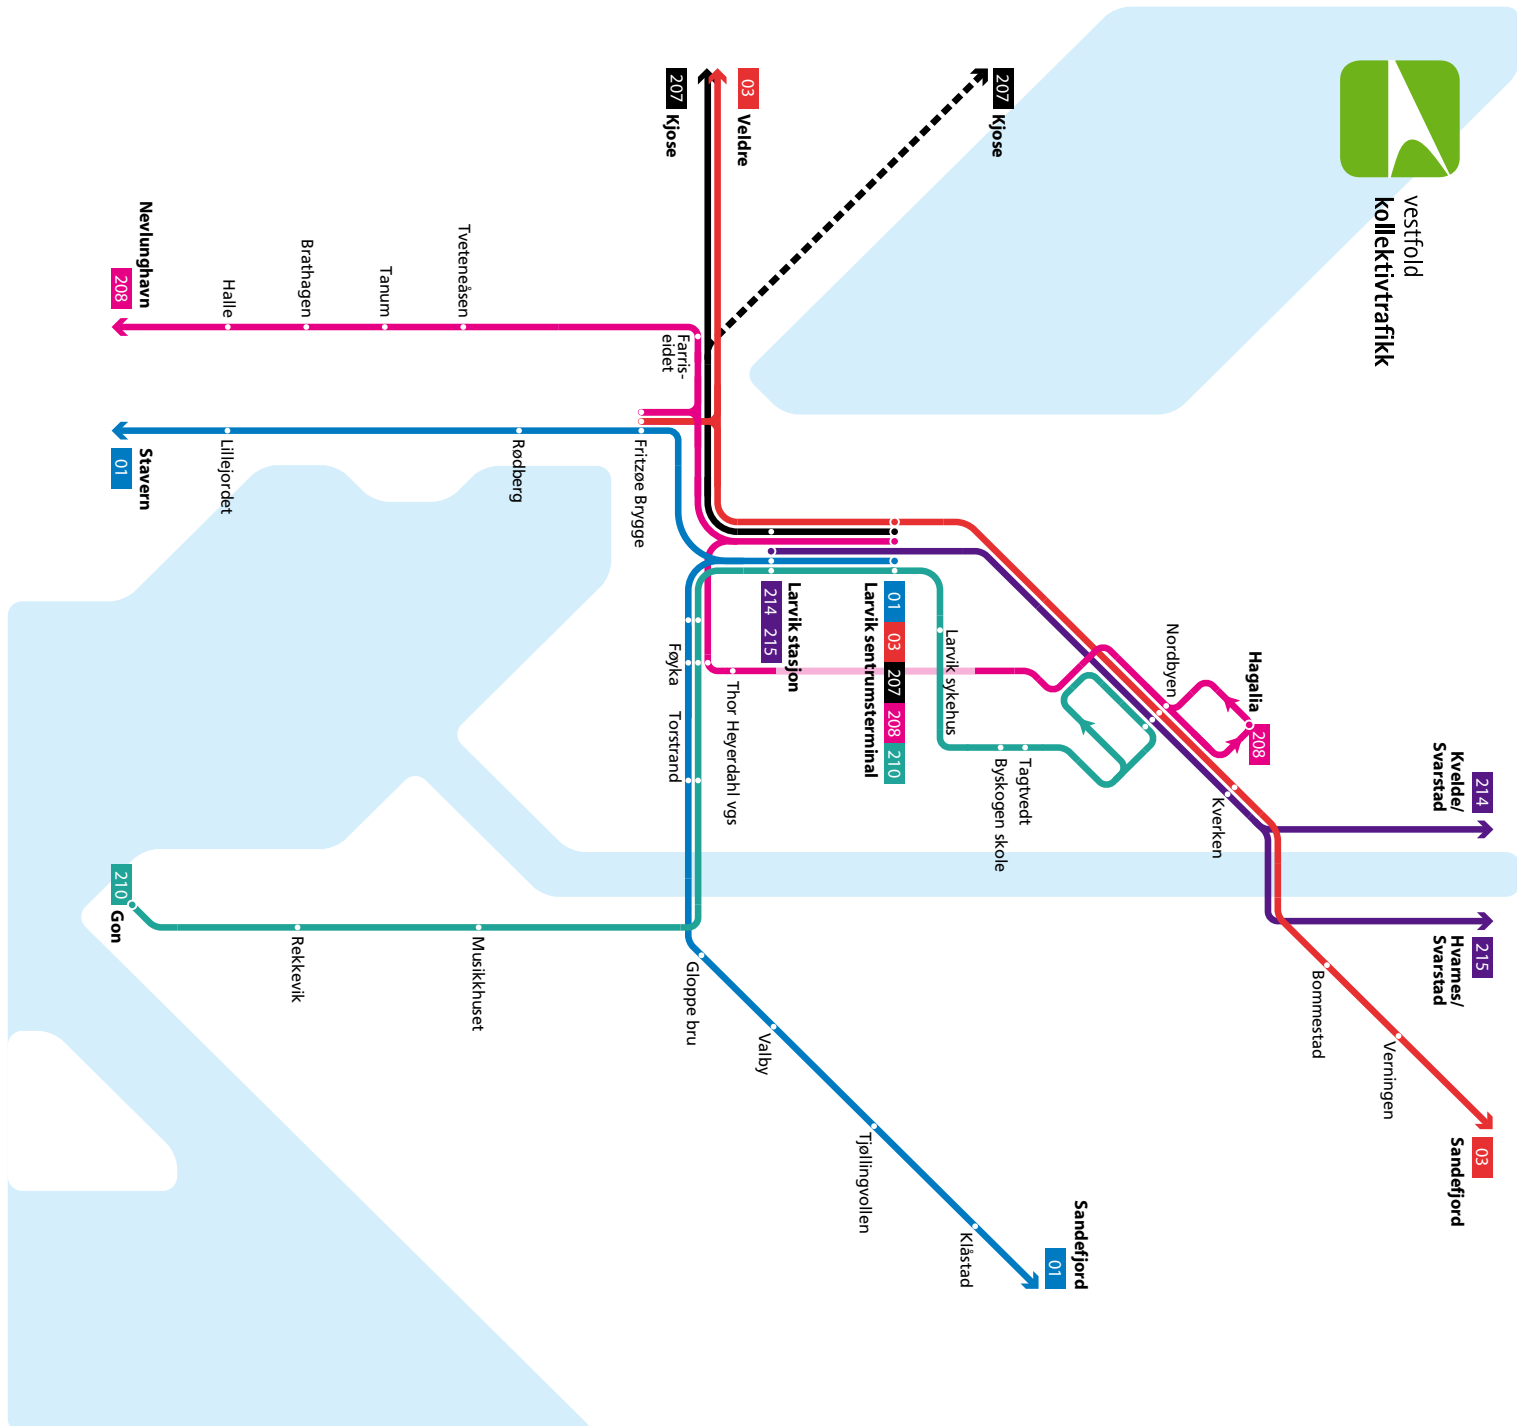 vestfold
kollektivtrafikk
214
Kvelde/
Svarstad
215
Hvarnes/
Svarstad
03
Sandefjord
Verningen
Bommestad
Hagalia
208
Kverken
Nordbyen
Sandefjord
01
Tagtvedt
Byskogen skole
207
Kjose
Klåstad
Larvik sykehus
01 03 207 208 210
Larvik sentrumsterminal
Tjøllingvollen
Larvik stasjon
214 215
Valby
03
Veldre
Thor Heyerdahl vgs
207
Kjose
Farris-
eidet
Føyka
Torstrand
Gloppe bru
Fritzøe Brygge
Rødberg
Tveteneåsen
Musikkhuset
Tanum
Brathagen
Rekkevik
Halle
Lillejordet
Nevlunghavn
208
Stavern
01
210
Gon